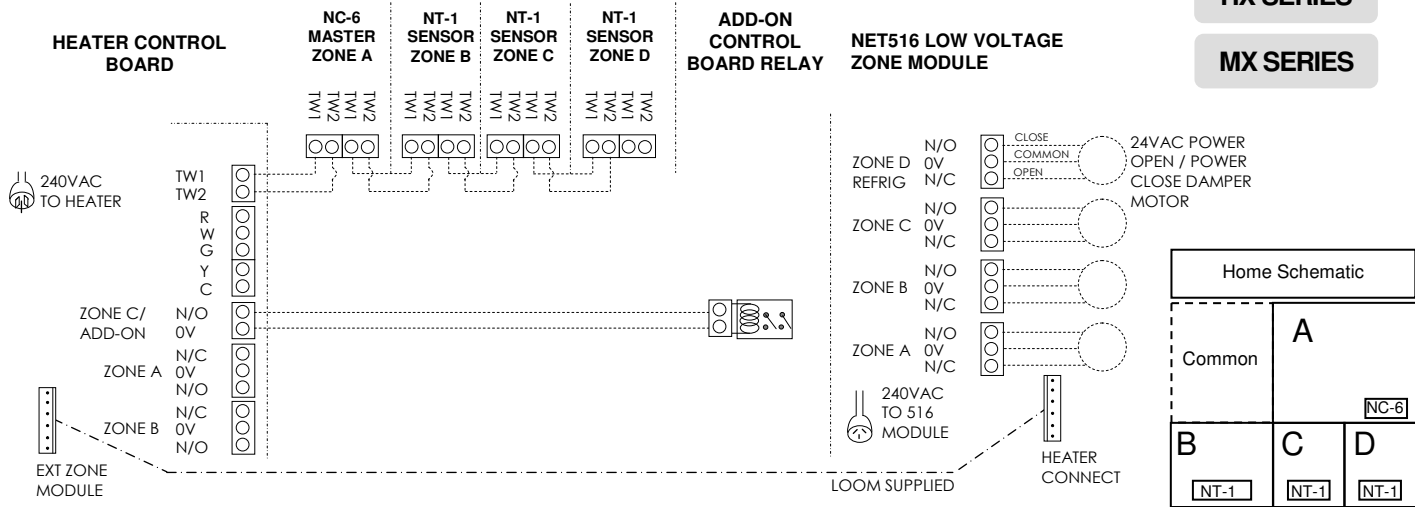 HX SERIES
MX SERIES
HEATER CONTROL
BOARD
NC-6
MASTER
ZONE A
NT-1
SENSOR
ZONE B
NT-1
SENSOR
ZONE C
NT-1
SENSOR
ZONE D
ADD-ON
CONTROL
BOARD RELAY
NET516 LOW VOLTAGE
ZONE MODULE
TW1 TW2 TW1 TW2
TW1 TW2 TW1 TW2
TW1 TW2
TW1 TW2 TW1 TW2
240VAC
TO HEATER
TW1
TW2
R
W
G
Y
C
ZONE C/
ADD-ON
N/O
0V
ZONE A
N/C
0V
N/O
ZONE B
N/C
0V
N/O
EXT ZONE
MODULE
LOOM SUPPLIED
ZONE D
REFRIG
N/O
0V
N/C
CLOSE
COMMON
OPEN
24VAC POWER
OPEN / POWER
CLOSE DAMPER
MOTOR
ZONE C
N/O
0V
N/C
ZONE B
N/O
0V
N/C
ZONE A
N/O
0V
N/C
240VAC
TO 516
MODULE
HEATER
CONNECT
Home Schematic
Common
A
NC-6
B
NT-1
C
NT-1
D
NT-1